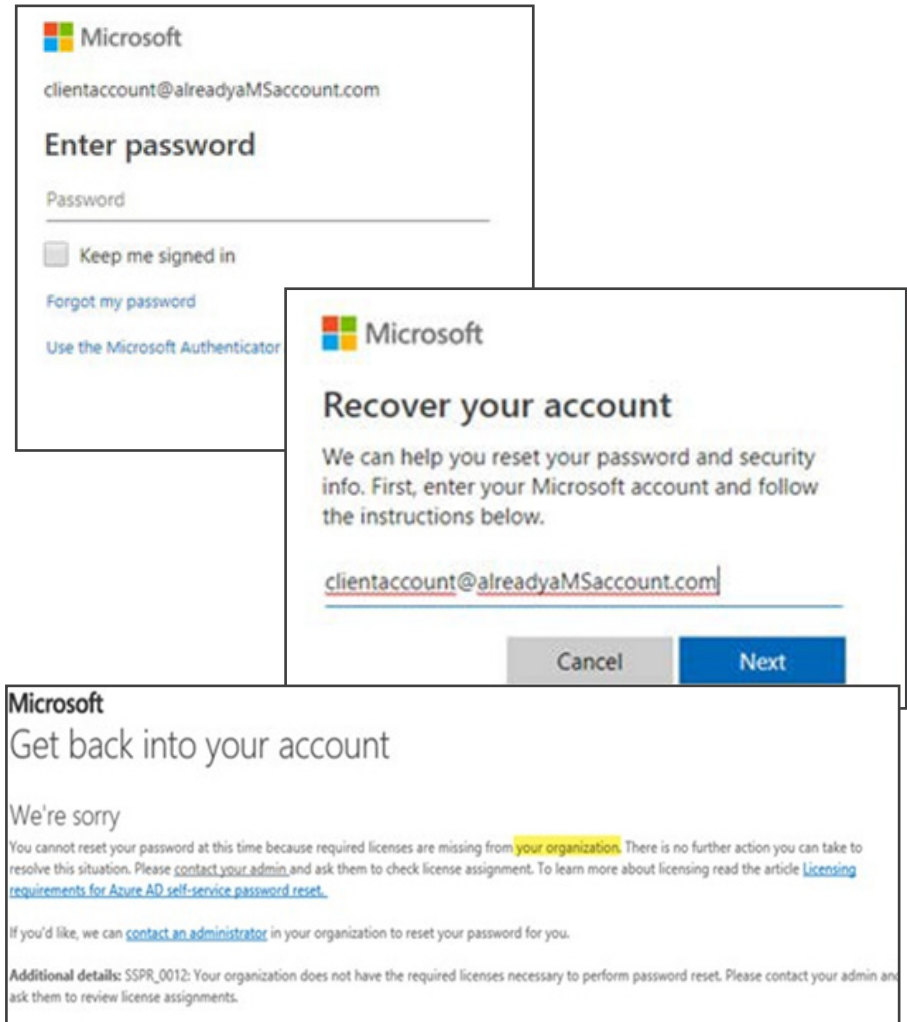 Microsoft
clientaccount@alreadyaMSaccount.com
Enter password
Password
Keep me signed in
Forgot my password
Use the Microsoft Authenticator
Microsoft
Recover your account
We can help you reset your password and security
info. First, enter your Microsoft account and follow
the instructions below.
clientaccount@alreadyaMSaccount.com
Cancel
Next
Microsoft
Get back into your account
We're sorry
You cannot reset your password at this time because required licenses are missing from your organization. There is no further action you can take to
resolve this situation. Please contact your admin and ask them to check license assignment. To learn more about licensing read the article Licensing
requirements for Azure AD self-service password reset.
If you'd like, we can contact an administrator in your organization to reset your password for you.
Additional details: SSPR_0012: Your organization does not have the required licenses necessary to perform password reset. Please contact your admin and
ask them to review license assignments.